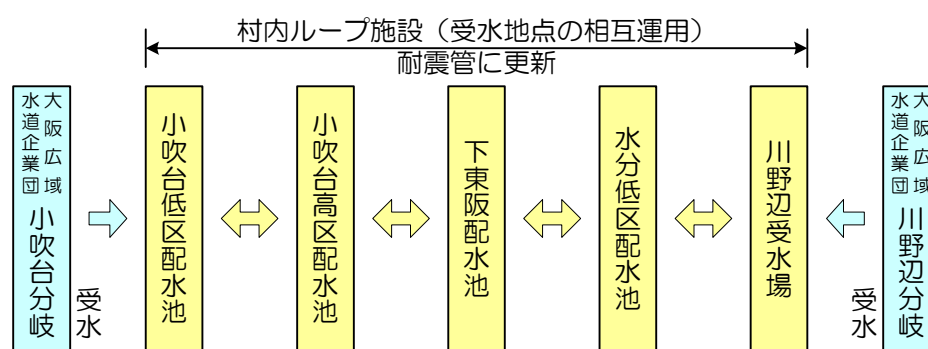 村内ループ施設（受水地点の相互運用）
耐震管に更新
大阪広域
水道企業団
小吹台分岐
受水
小吹台低区配水池
小吹台高区配水池
下東阪配水池
水分低区配水池
川野辺受水場
受水
大阪広域
水道企業団
川野辺分岐